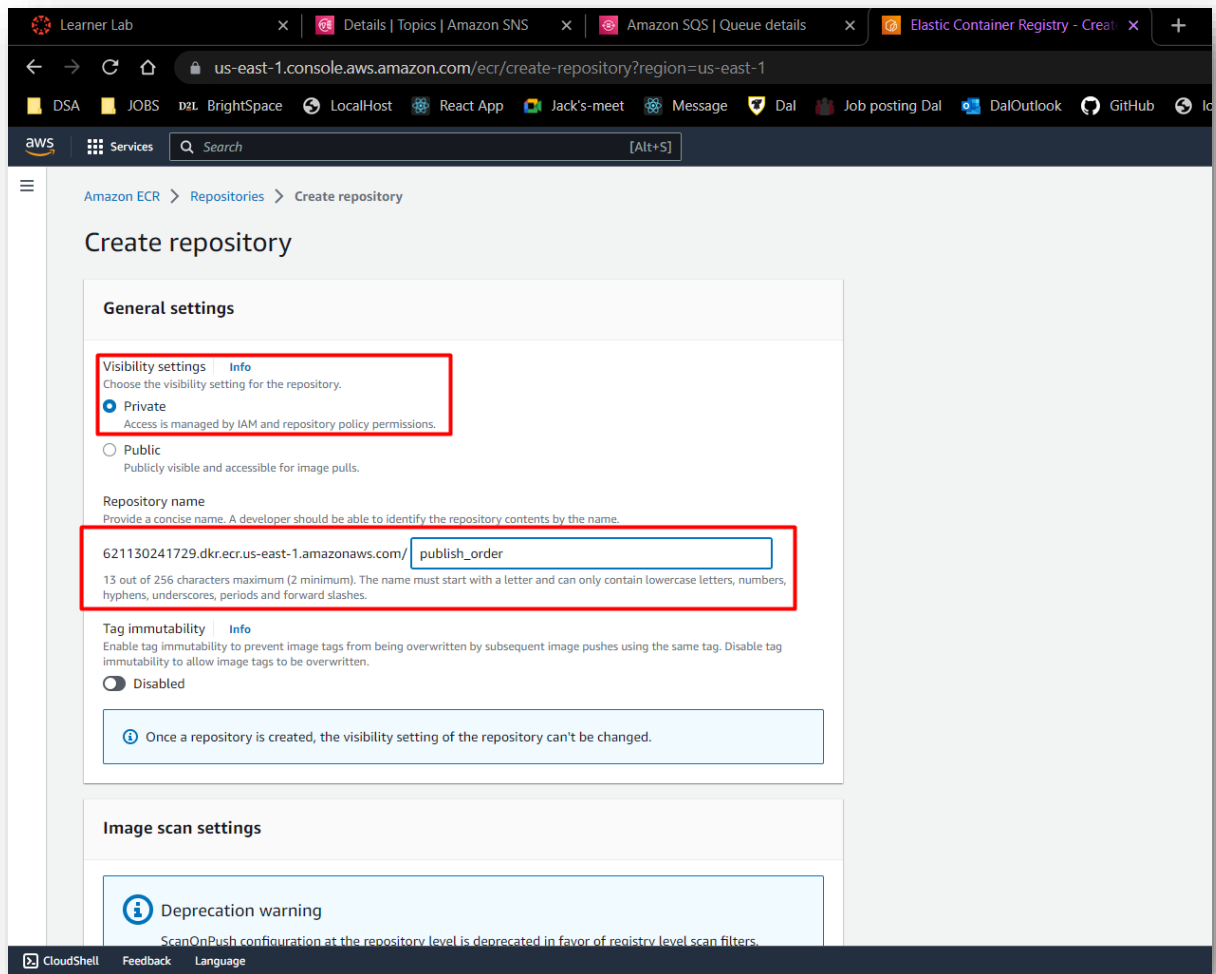 Learner Lab
Details | Topics | Amazon SNS
Amazon SQS | Queue details
Elastic Container Registry - Creat
us-east-1.console.aws.amazon.com/ecr/create-repository?region=us-east-1
DSA
JOBS
D2L BrightSpace
LocalHost
React App
Jack's-meet
Message
Dal
Job posting Dal
DalOutlook
GitHub
aws
Services
Search
[Alt+S]
Amazon ECR > Repositories > Create repository
Create repository
General settings
Visibility settings Info
Choose the visibility setting for the repository.
Private
Access is managed by IAM and repository policy permissions.
Public
Publicly visible and accessible for image pulls.
Repository name
Provide a concise name. A developer should be able to identify the repository contents by the name.
621130241729.dkr.ecr.us-east-1.amazonaws.com/ publish_order
13 out of 256 characters maximum (2 minimum). The name must start with a letter and can only contain lowercase letters, numbers,
hyphens, underscores, periods and forward slashes.
Tag immutability Info
Enable tag immutability to prevent image tags from being overwritten by subsequent image pushes using the same tag. Disable tag
immutability to allow image tags to be overwritten.
Disabled
Once a repository is created, the visibility setting of the repository can't be changed.
Image scan settings
Deprecation warning
ScanOnPush configuration at the repository level is deprecated in favor of registry level scan filters.
CloudShell
Feedback
Language